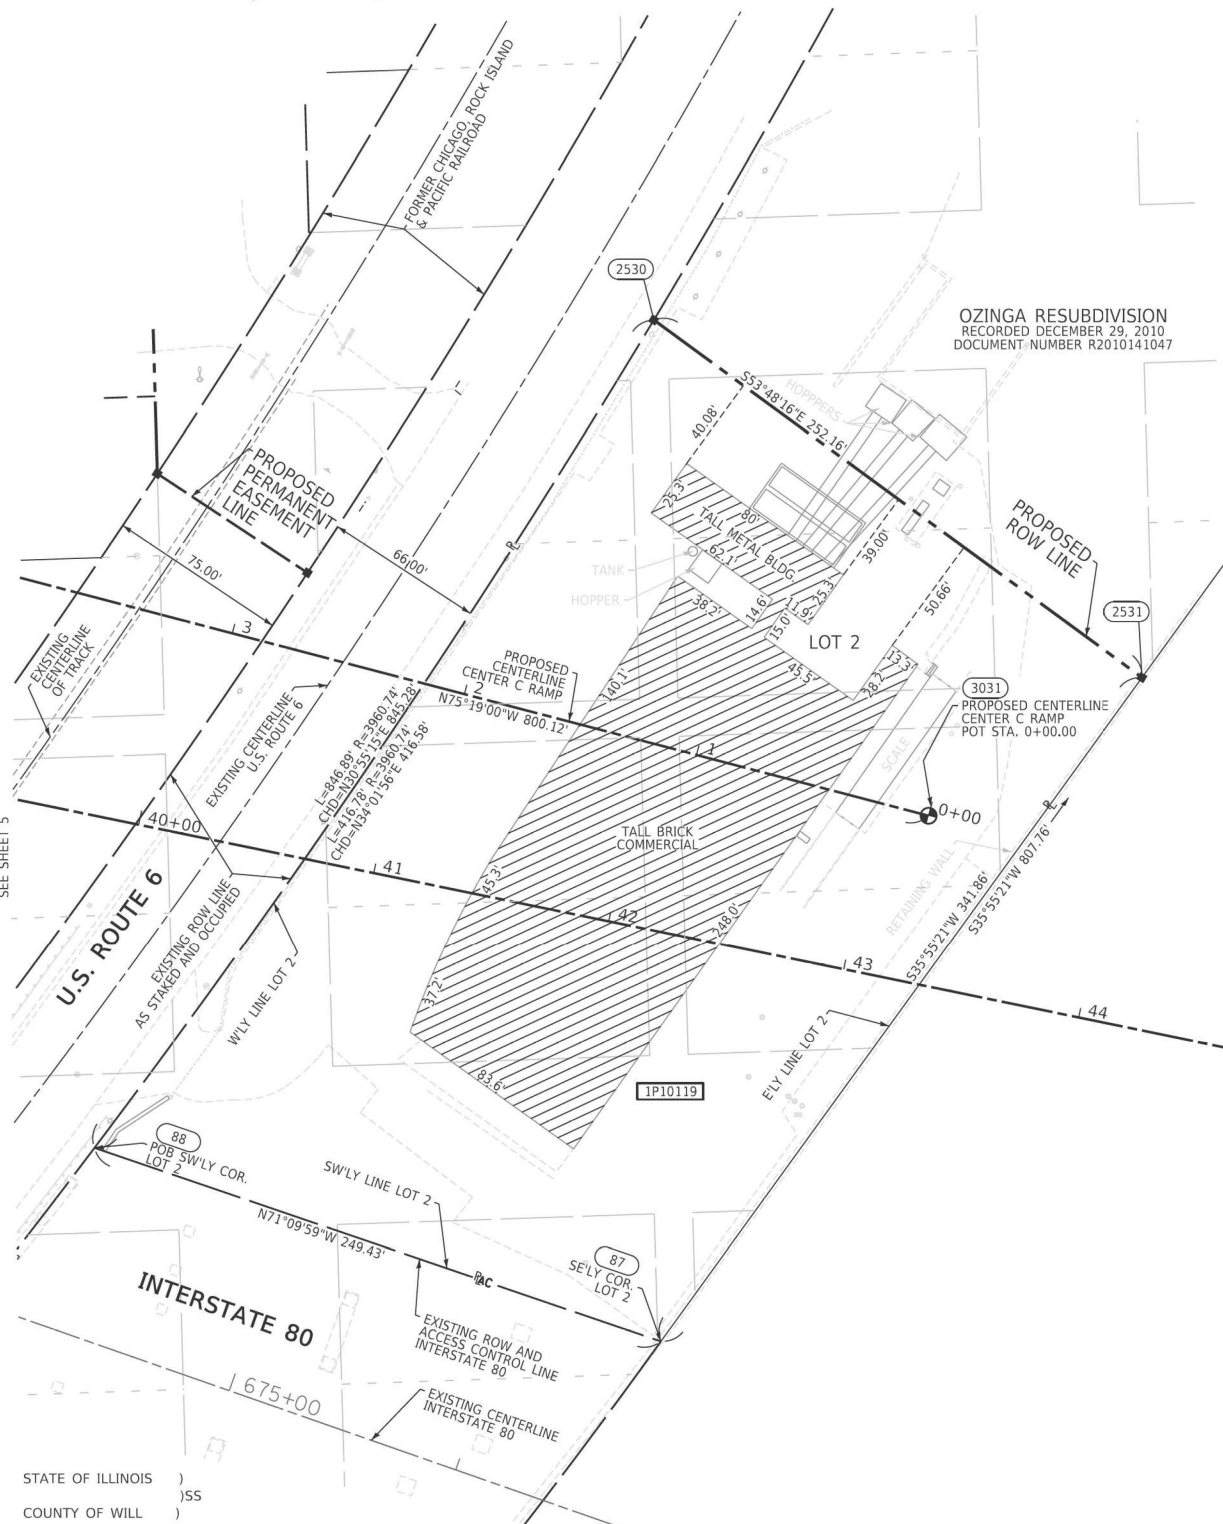 FORMER CHICAGO, ROCK ISLAND
& PACIFIC RAILROAD
2530
OZINGA RESUBDIVISION
RECORDED DECEMBER 29, 2010
DOCUMENT NUMBER R2010141047
S53°48'16"E 252.16'
HOPPPERS
40.08'
PROPOSED
PERMANENT
EASEMENT
LINE
25.3'
80'
TALL METAL BLDG.
62.1'
39.00'
PROPOSED
ROW LINE
75.00'
66.00'
TANK
HOPPER
38.2'
14.6'
11.9'
25.3'
15.0'
50.66'
2531
LOT 2
EXISTING
CENTERLINE
OF TRACK
3
PROPOSED
CENTERLINE
CENTER C RAMP
2
N75°19'00"W 800.12'
140.1'
45.5'
13.3'
28.2'
3031
PROPOSED CENTERLINE
CENTER C RAMP
POT STA. 0+00.00
1
SCALE
0+00
EXISTING CENTERLINE
U.S. ROUTE 6
L=846.89' R=3960.74'
CHD=N30°55'15"E 845.28'
L=416.78' R=3960.74'
CHD=N34°01'56"E 416.58'
40+00
41
TALL BRICK
COMMERCIAL
SEE SHEET 5
45.3'
42
248.0'
RETAINING WALL
S35°55'21"W 341.86'
S35°55'21"W 807.76'
PL
43
44
U.S. ROUTE 6
EXISTING ROW LINE
AS STAKED AND OCCUPIED
W'LY LINE LOT 2
37.2'
83.6'
1P10119
E'LY LINE LOT 2
88
POB SW'LY COR.
LOT 2
SW'LY LINE LOT 2
N71°09'59"W 249.43'
AC
87
SE'LY COR.
LOT 2
INTERSTATE 80
EXISTING ROW AND
ACCESS CONTROL LINE
INTERSTATE 80
675+00
EXISTING CENTERLINE
INTERSTATE 80
STATE OF ILLINOIS )
)SS
COUNTY OF WILL )